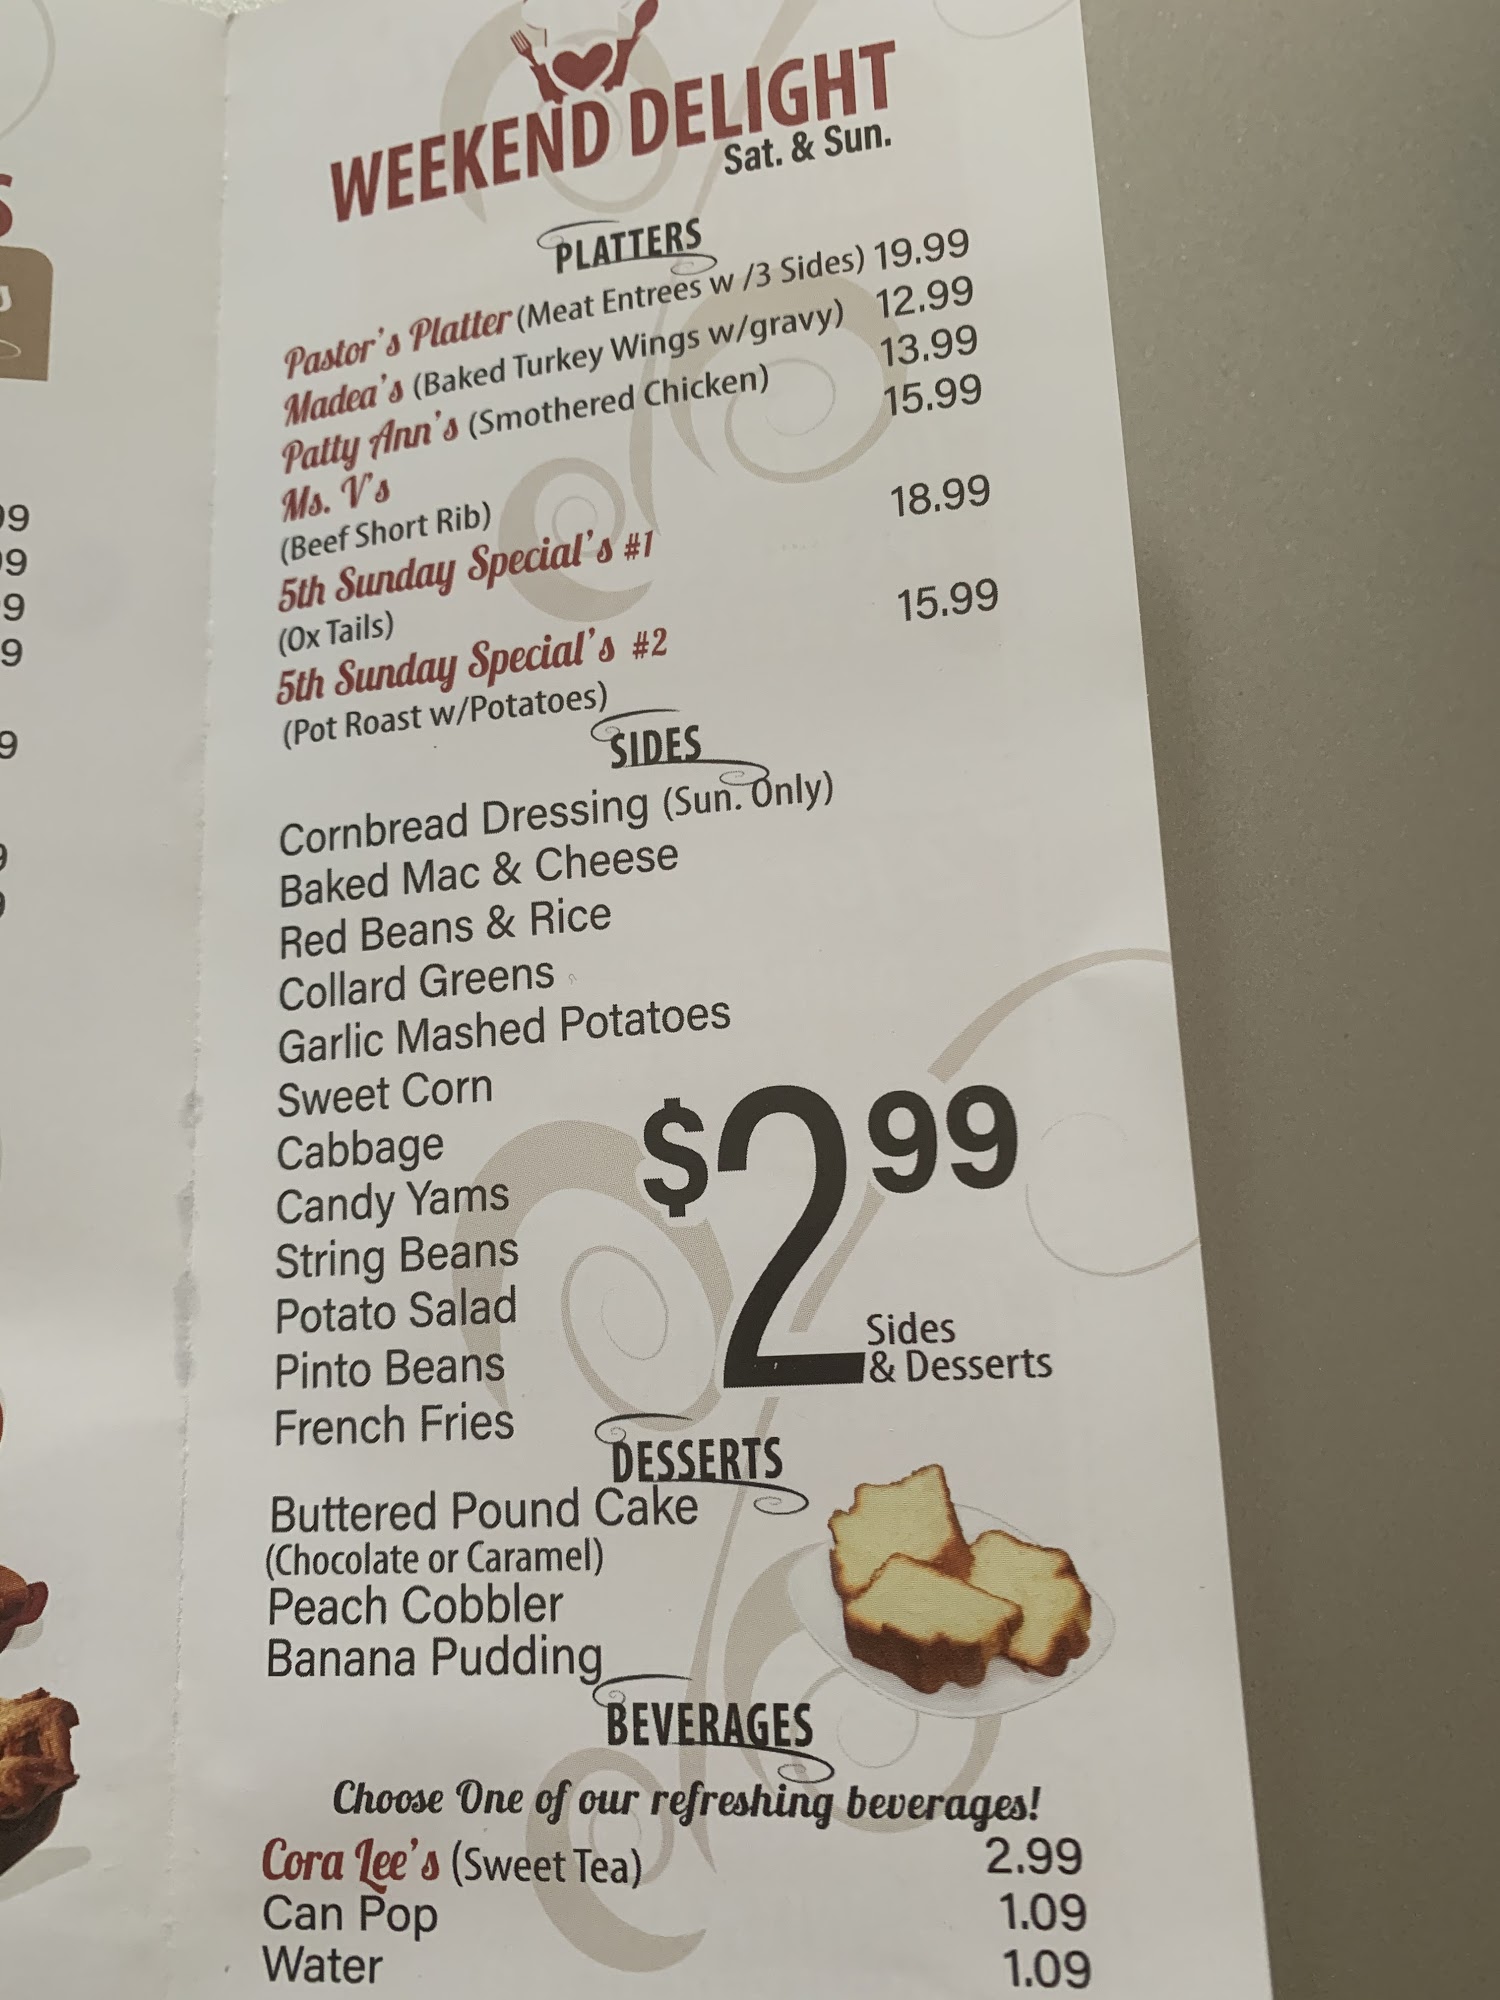 WEEKEND DELIGHT
Sat. & Sun.
PLATTERS
Pastor's Platter (Meat Entrees w /3 Sides) 19.99
Madea's (Baked Turkey Wings w/gravy) 12.99
Patty Ann's (Smothered Chicken) 13.99
Ms. V's 15.99
(Beef Short Rib)
5th Sunday Special's #1 18.99
(Ox Tails)
5th Sunday Special's #2 15.99
(Pot Roast w/Potatoes)
SIDES
Cornbread Dressing (Sun. Only)
Baked Mac & Cheese
Red Beans & Rice
Collard Greens
Garlic Mashed Potatoes
Sweet Corn
Cabbage
Candy Yams
String Beans
Potato Salad
Pinto Beans
French Fries
$2 99
Sides
& Desserts
DESSERTS
Buttered Pound Cake
(Chocolate or Caramel)
Peach Cobbler
Banana Pudding
BEVERAGES
Choose One of our refreshing beverages!
Cora Lee's (Sweet Tea) 2.99
Can Pop 1.09
Water 1.09